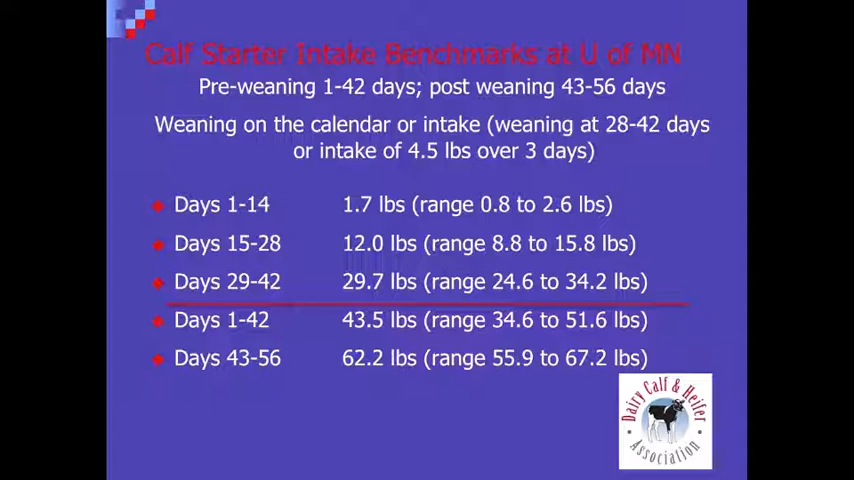 Calf Starter Intake Benchmarks at U of MN
Pre-weaning 1-42 days; post weaning 43-56 days
Weaning on the calendar or intake (weaning at 28-42 days
or intake of 4.5 lbs over 3 days)
Days 1-14 1.7 lbs (range 0.8 to 2.6 lbs)
Days 15-28 12.0 lbs (range 8.8 to 15.8 lbs)
Days 29-42 29.7 lbs (range 24.6 to 34.2 lbs)
Days 1-42 43.5 lbs (range 34.6 to 51.6 lbs)
Days 43-56 62.2 lbs (range 55.9 to 67.2 lbs)
Dairy Calf & Heifer
Association